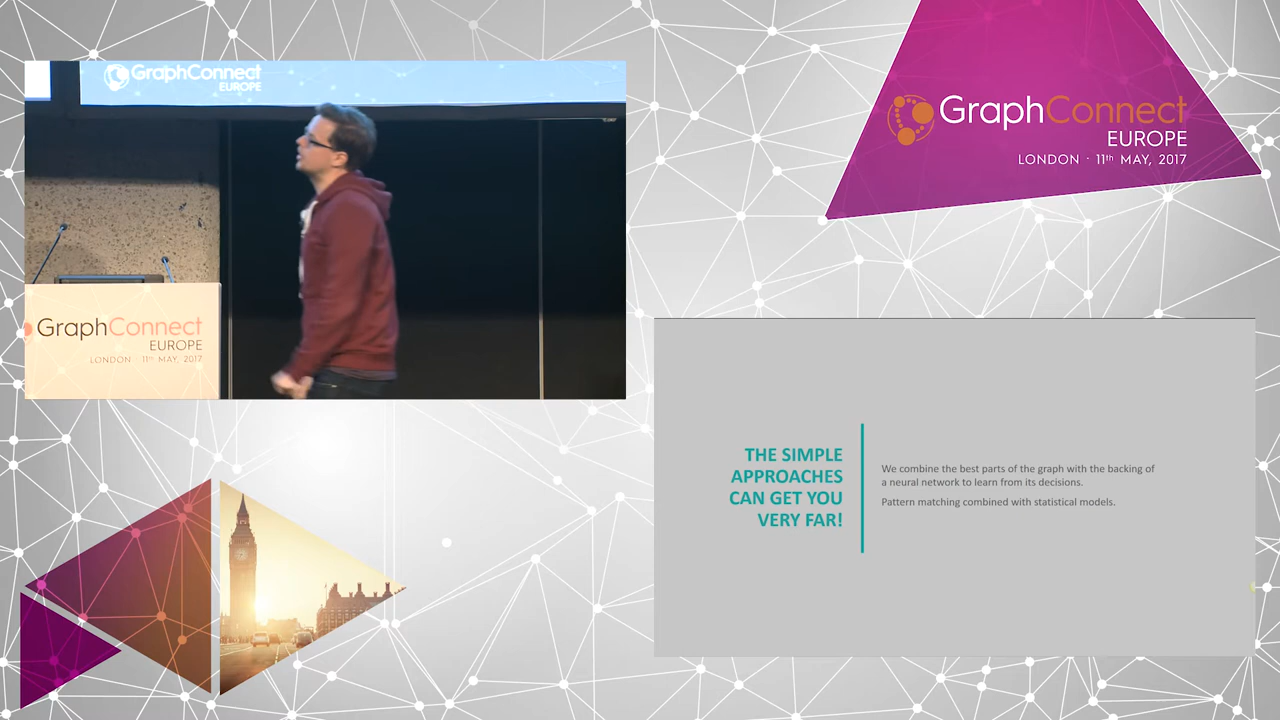 GraphConnect
EUROPE
GraphConnect
EUROPE
LONDON · 11th MAY, 2017
GraphConnect
EUROPE
LONDON · 11th MAY, 2017
THE SIMPLE
APPROACHES
CAN GET YOU
VERY FAR!
We combine the best parts of the graph with the backing of
a neural network to learn from its decisions.
Pattern matching combined with statistical models.